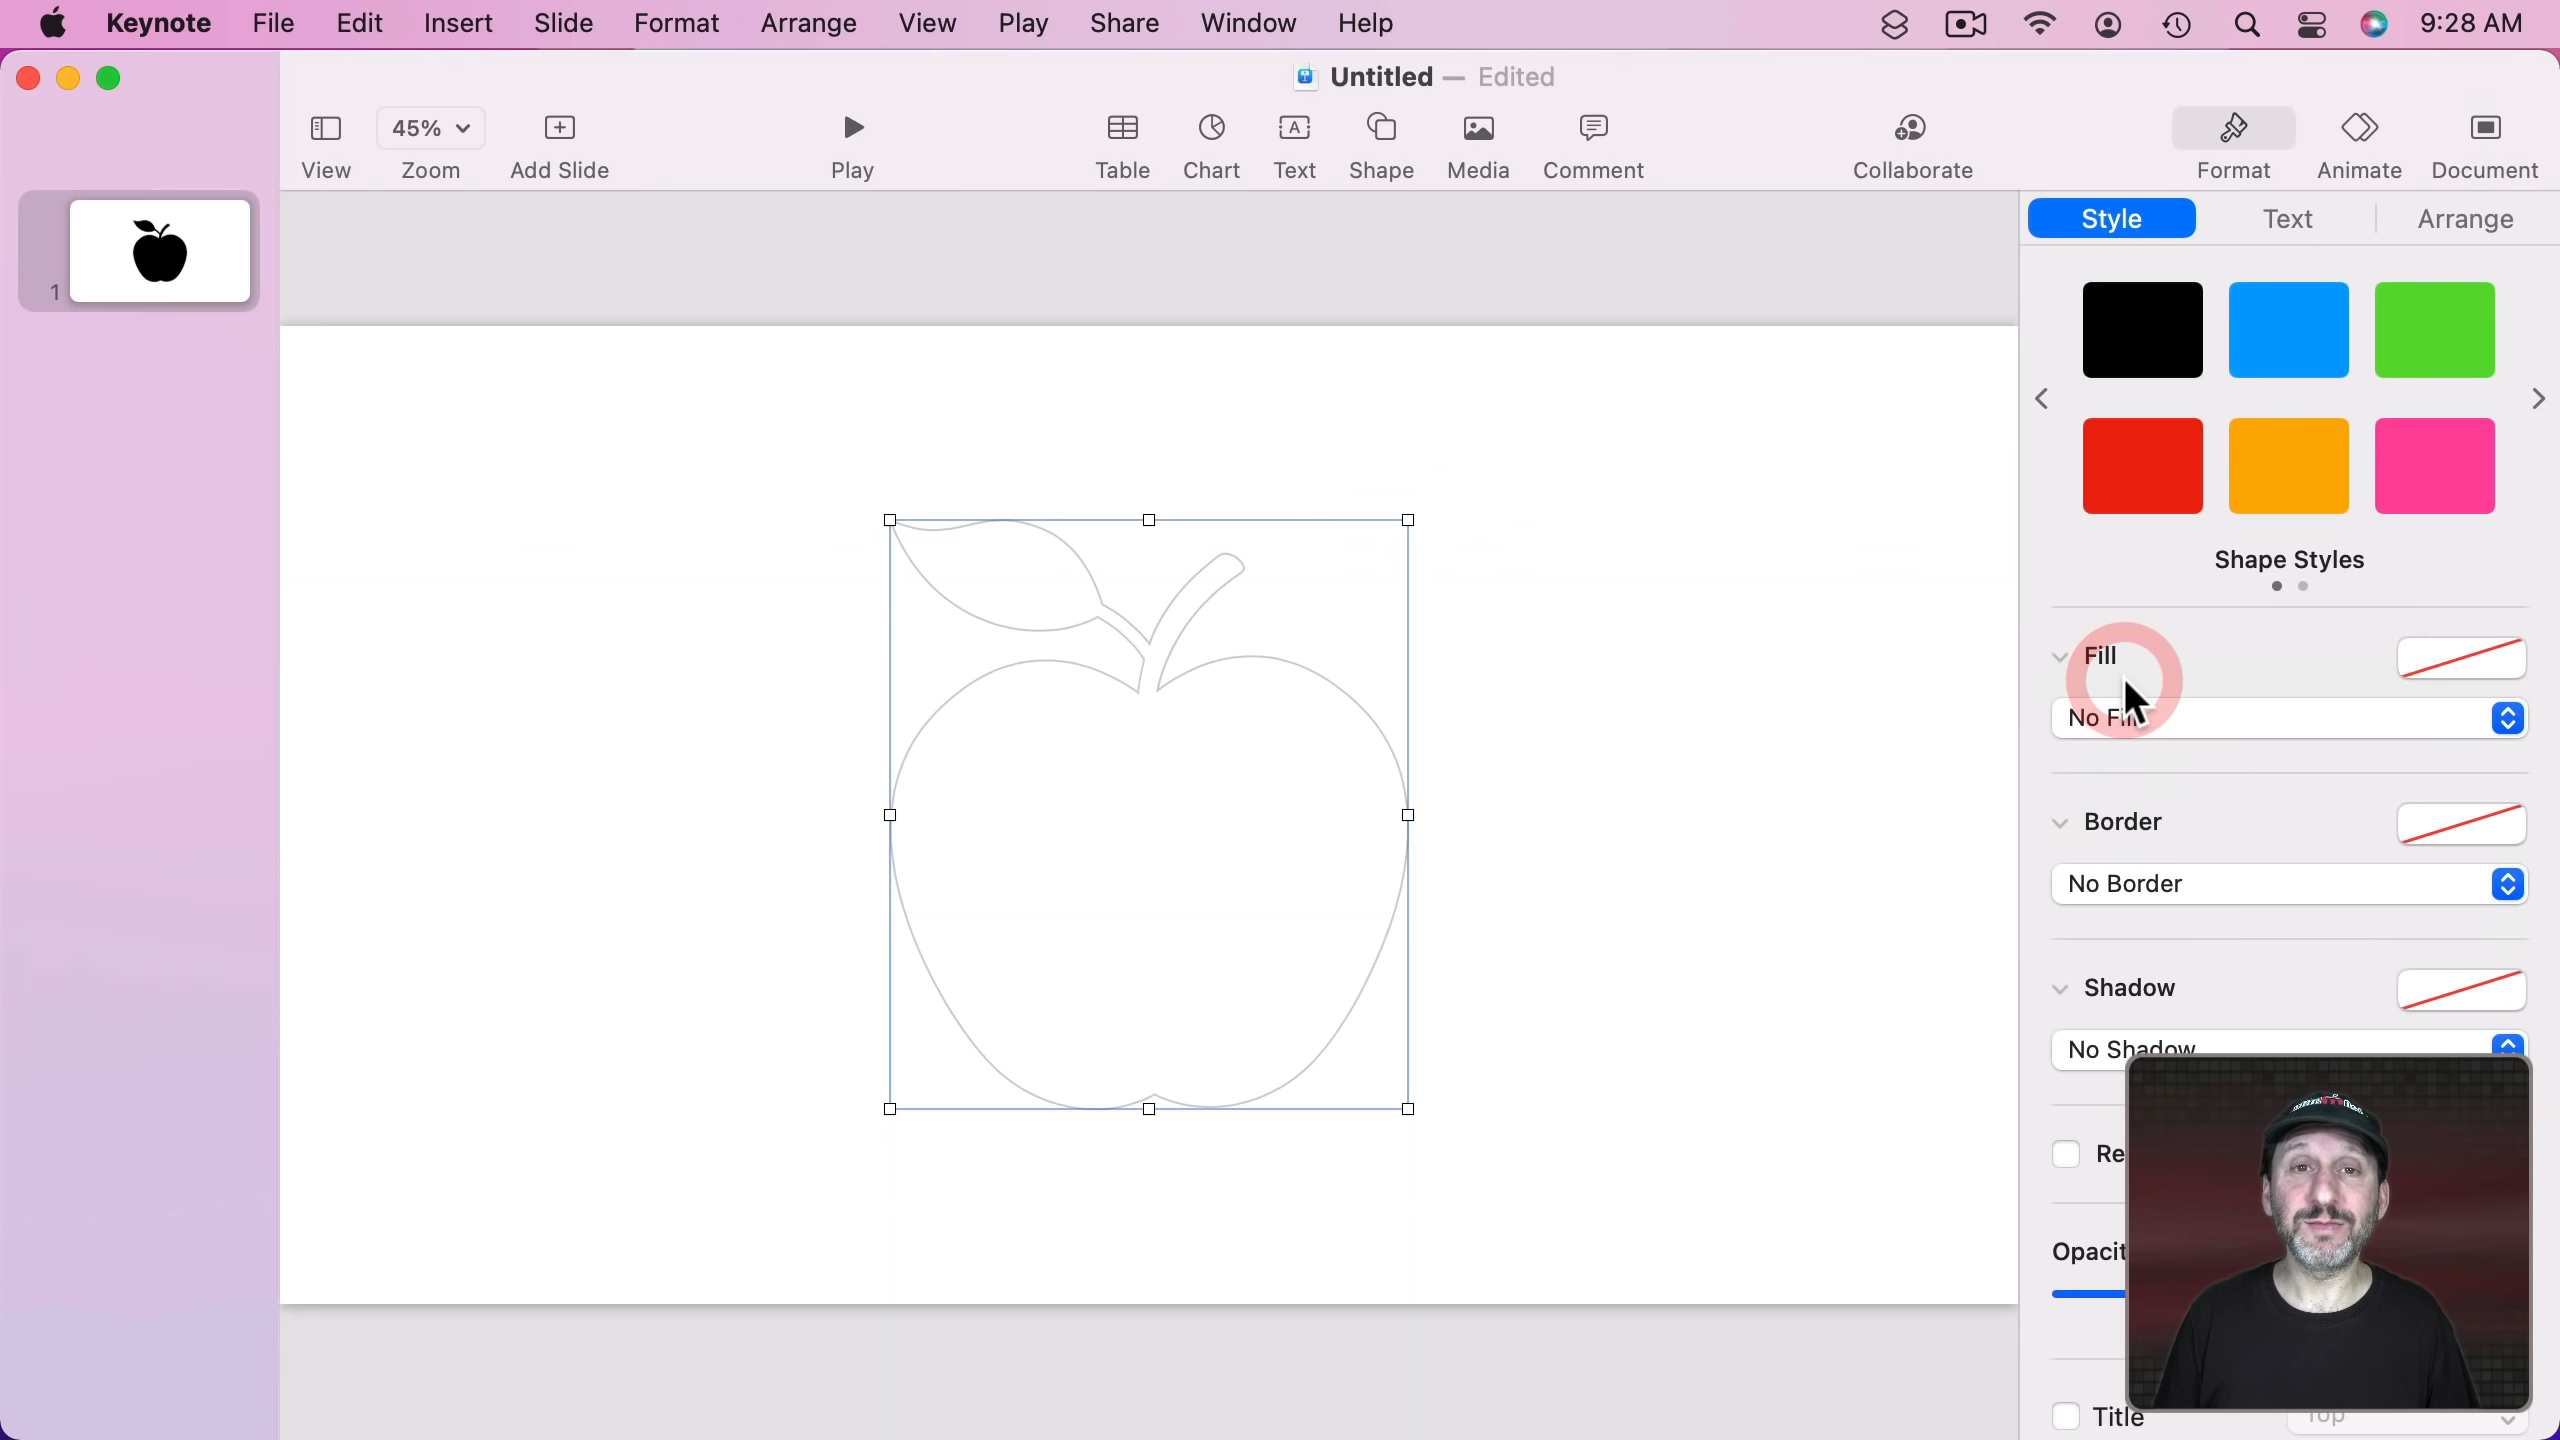 Keynote File Edit Insert Slide Format Arrange View Play Share Window Help 9:28 AM
Untitled — Edited
45%
View Zoom Add Slide Play Table Chart Text Shape Media Comment Collaborate Format Animate Document
Style Text Arrange
1
Shape Styles
Fill
No Fill
Border
No Border
Shadow
No Shadow
Re
Opacit
Title